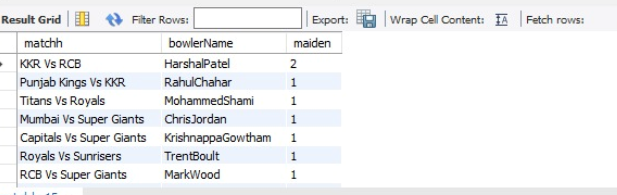 Result Grid Filter Rows: Export: Wrap Cell Content: IA Fetch rows:
matchh bowlerName maiden
KKR Vs RCB HarshalPatel 2
Punjab Kings Vs KKR RahulChahar 1
Titans Vs Royals MohammedShami 1
Mumbai Vs Super Giants ChrisJordan 1
Capitals Vs Super Giants KrishnappaGowtham 1
Royals Vs Sunrisers TrentBoult 1
RCB Vs Super Giants MarkWood 1